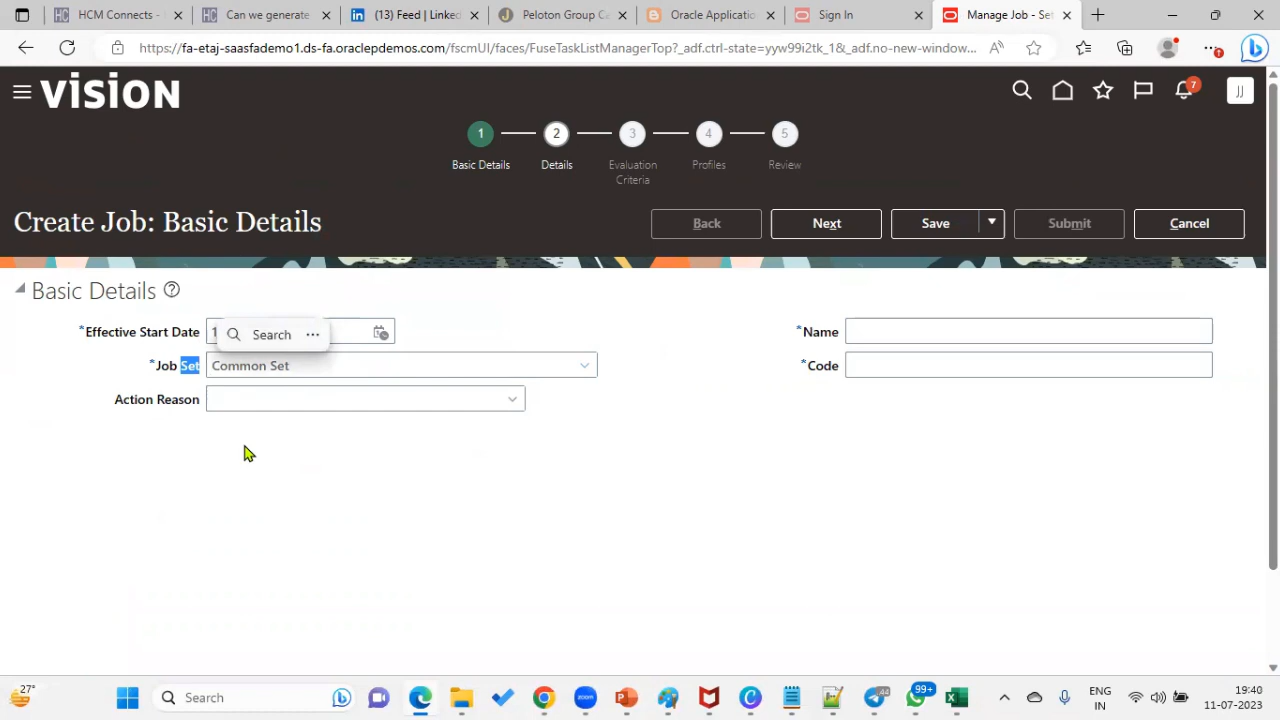 HCM Connects -
Can we generate
(13) Feed | Linked
Peloton Group Co
Oracle Applicatio
Sign In
Manage Job - Set
https://fa-etaj-saasfademo1.ds-fa.oraclepdemos.com/fscmUI/faces/FuseTaskListManagerTop?_adf.ctrl-state=yyw99i2tk_1&_adf.no-new-window...
VISION
7
JJ
1 2 3 4 5
Basic Details
Details
Evaluation
Criteria
Profiles
Review
Create Job: Basic Details
Back
Next
Save
Submit
Cancel
Basic Details
*Effective Start Date 1
Search ...
*Name
*Job Set Common Set
*Code
Action Reason
27°
Search
99+
44
ENG
IN
19:40
11-07-2023